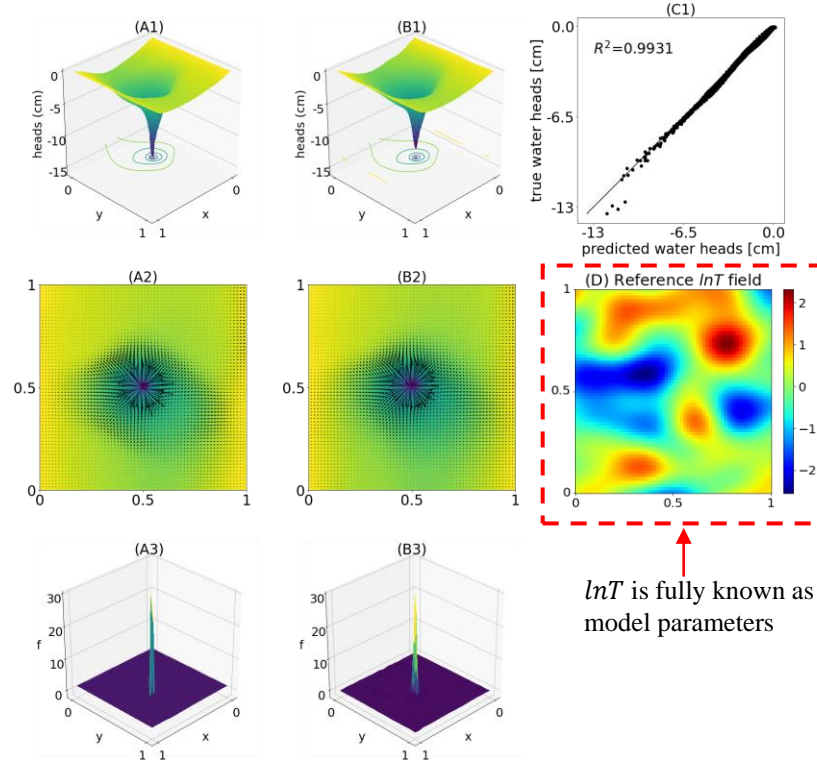 (A1)
0
-5
-10
-15
heads (cm)
0
y
1
1
x
0
(B1)
0
-5
-10
-15
heads (cm)
0
y
1
1
x
0
(C1)
R²=0.9931
0.0
-6.5
-13
true water heads [cm]
-13
-6.5
0.0
predicted water heads [cm]
(A2)
1
0.5
0
0.5
1
(B2)
1
0.5
0
0.5
1
(D) Reference lnT field
1
0.5
0
0
0.5
1
2
1
0
−1
−2
lnT is fully known as
model parameters
(A3)
30
20
10
0
f
0
y
1
1
x
0
(B3)
30
20
10
0
f
0
y
1
1
x
0